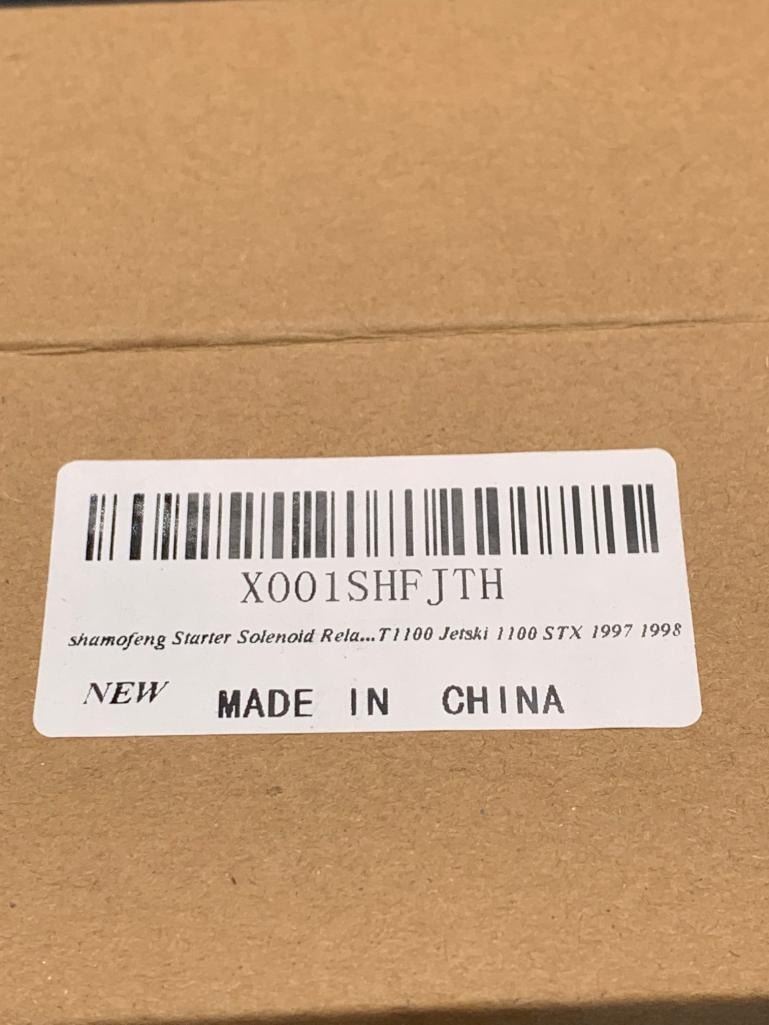 X001SHFJTH
shamofeng Starter Solenoid Rela...T1100 Jetski 1100 STX 1997 1998
NEW MADE IN CHINA